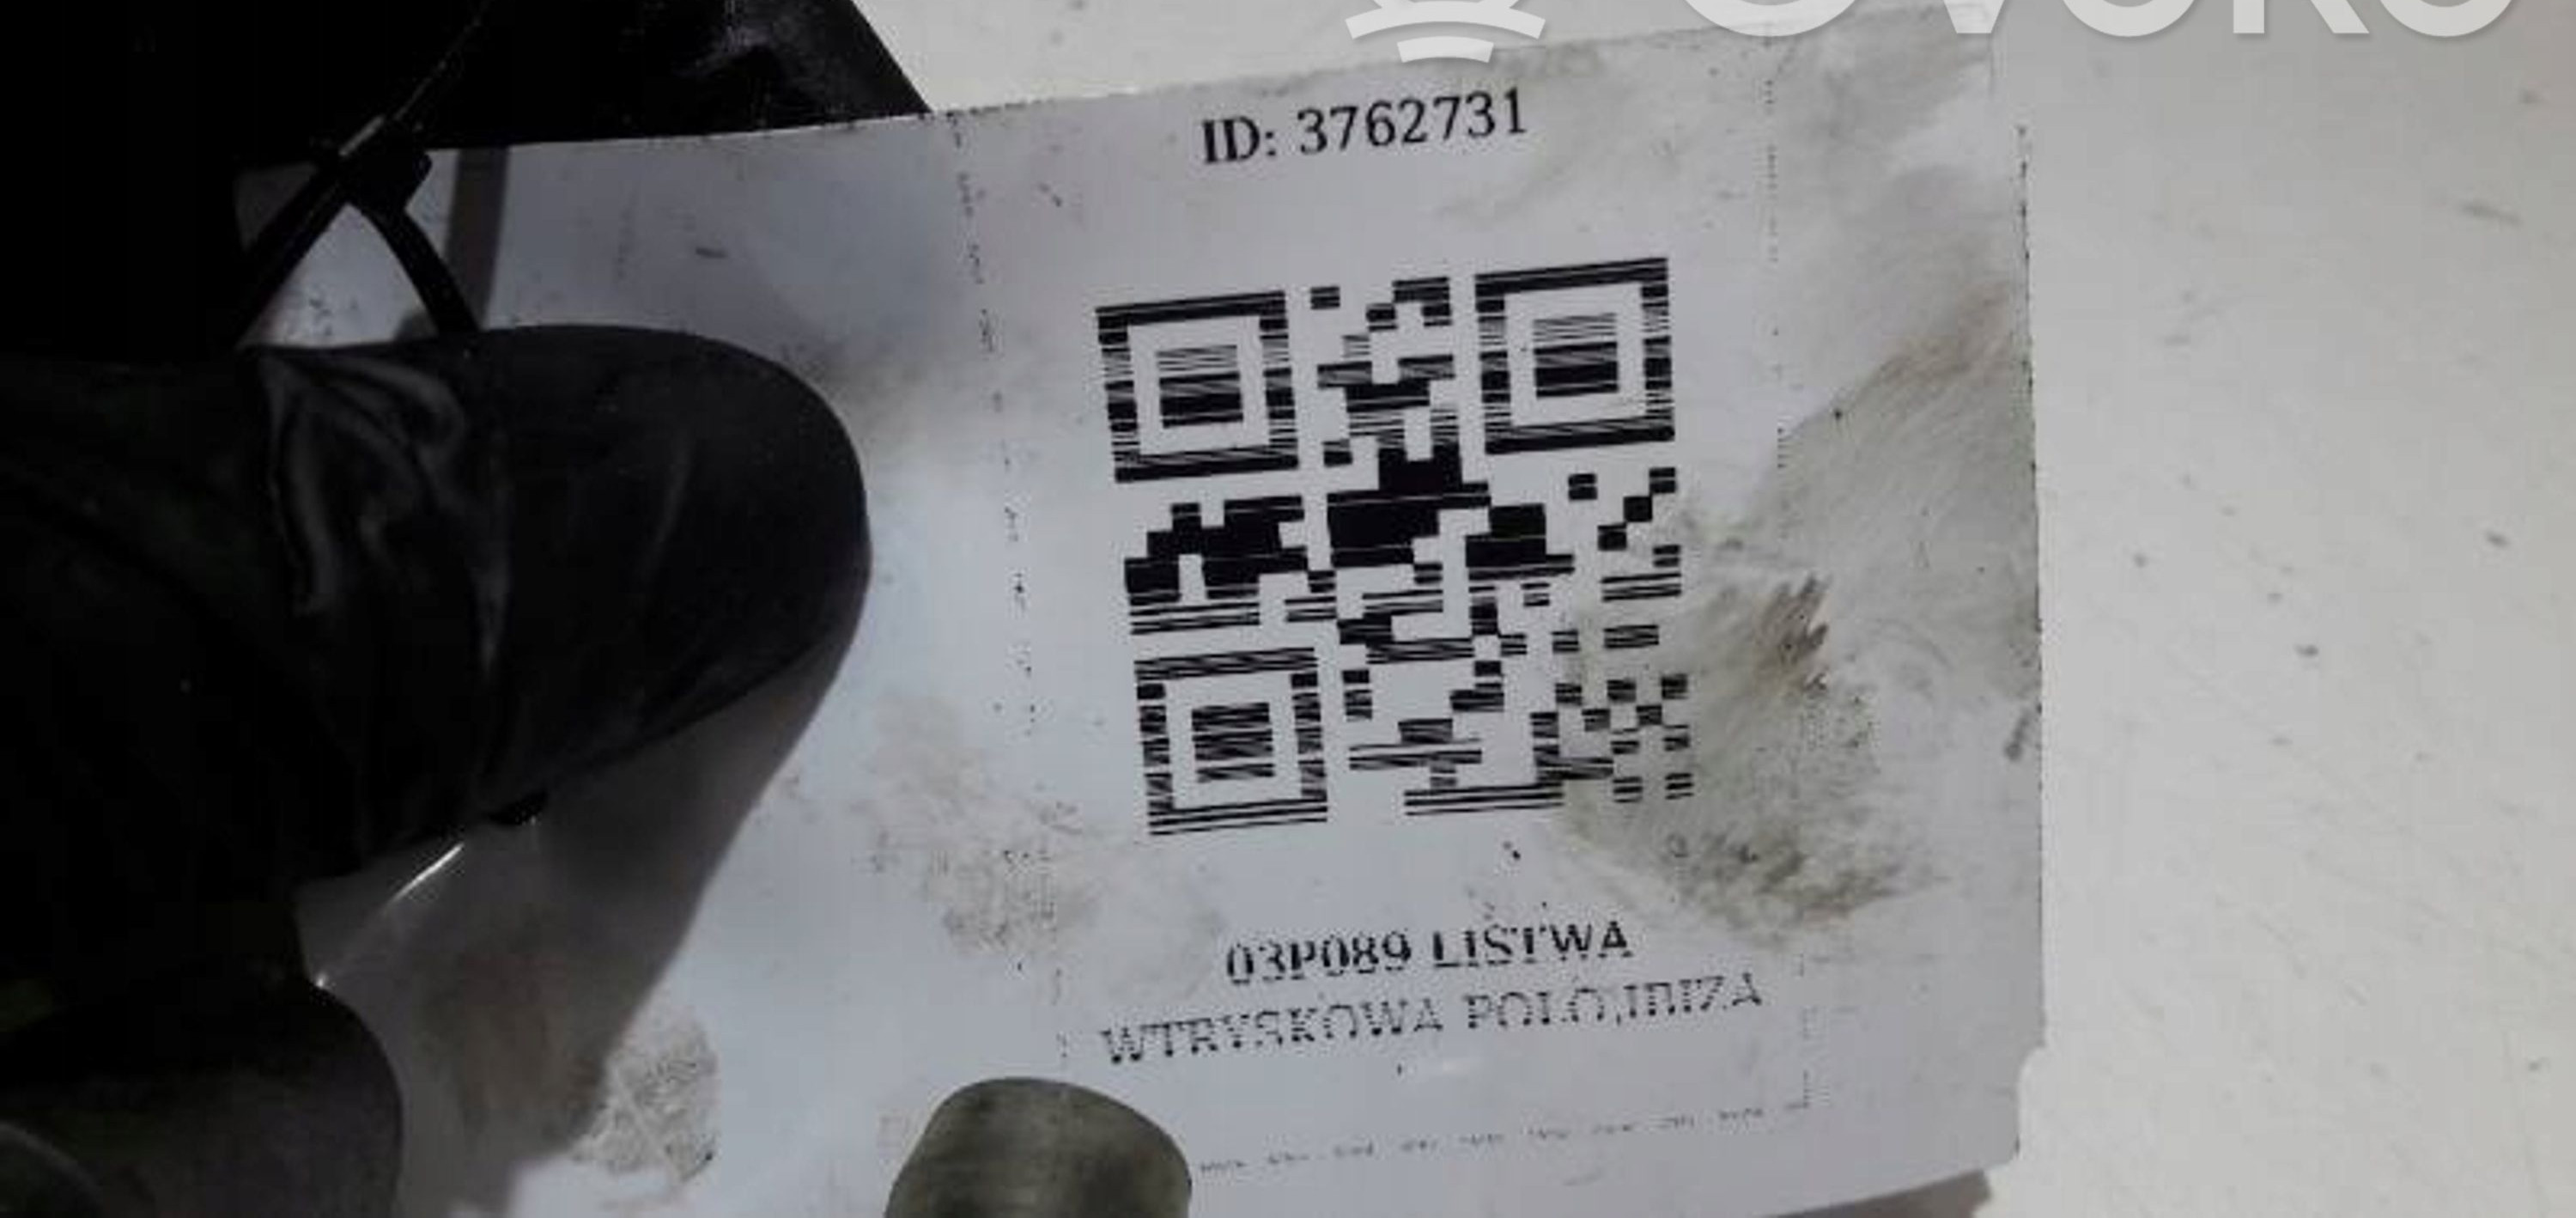 ID: 3762731
03P089 LISTWA
WTRYSKOWA POLO,IBIZA